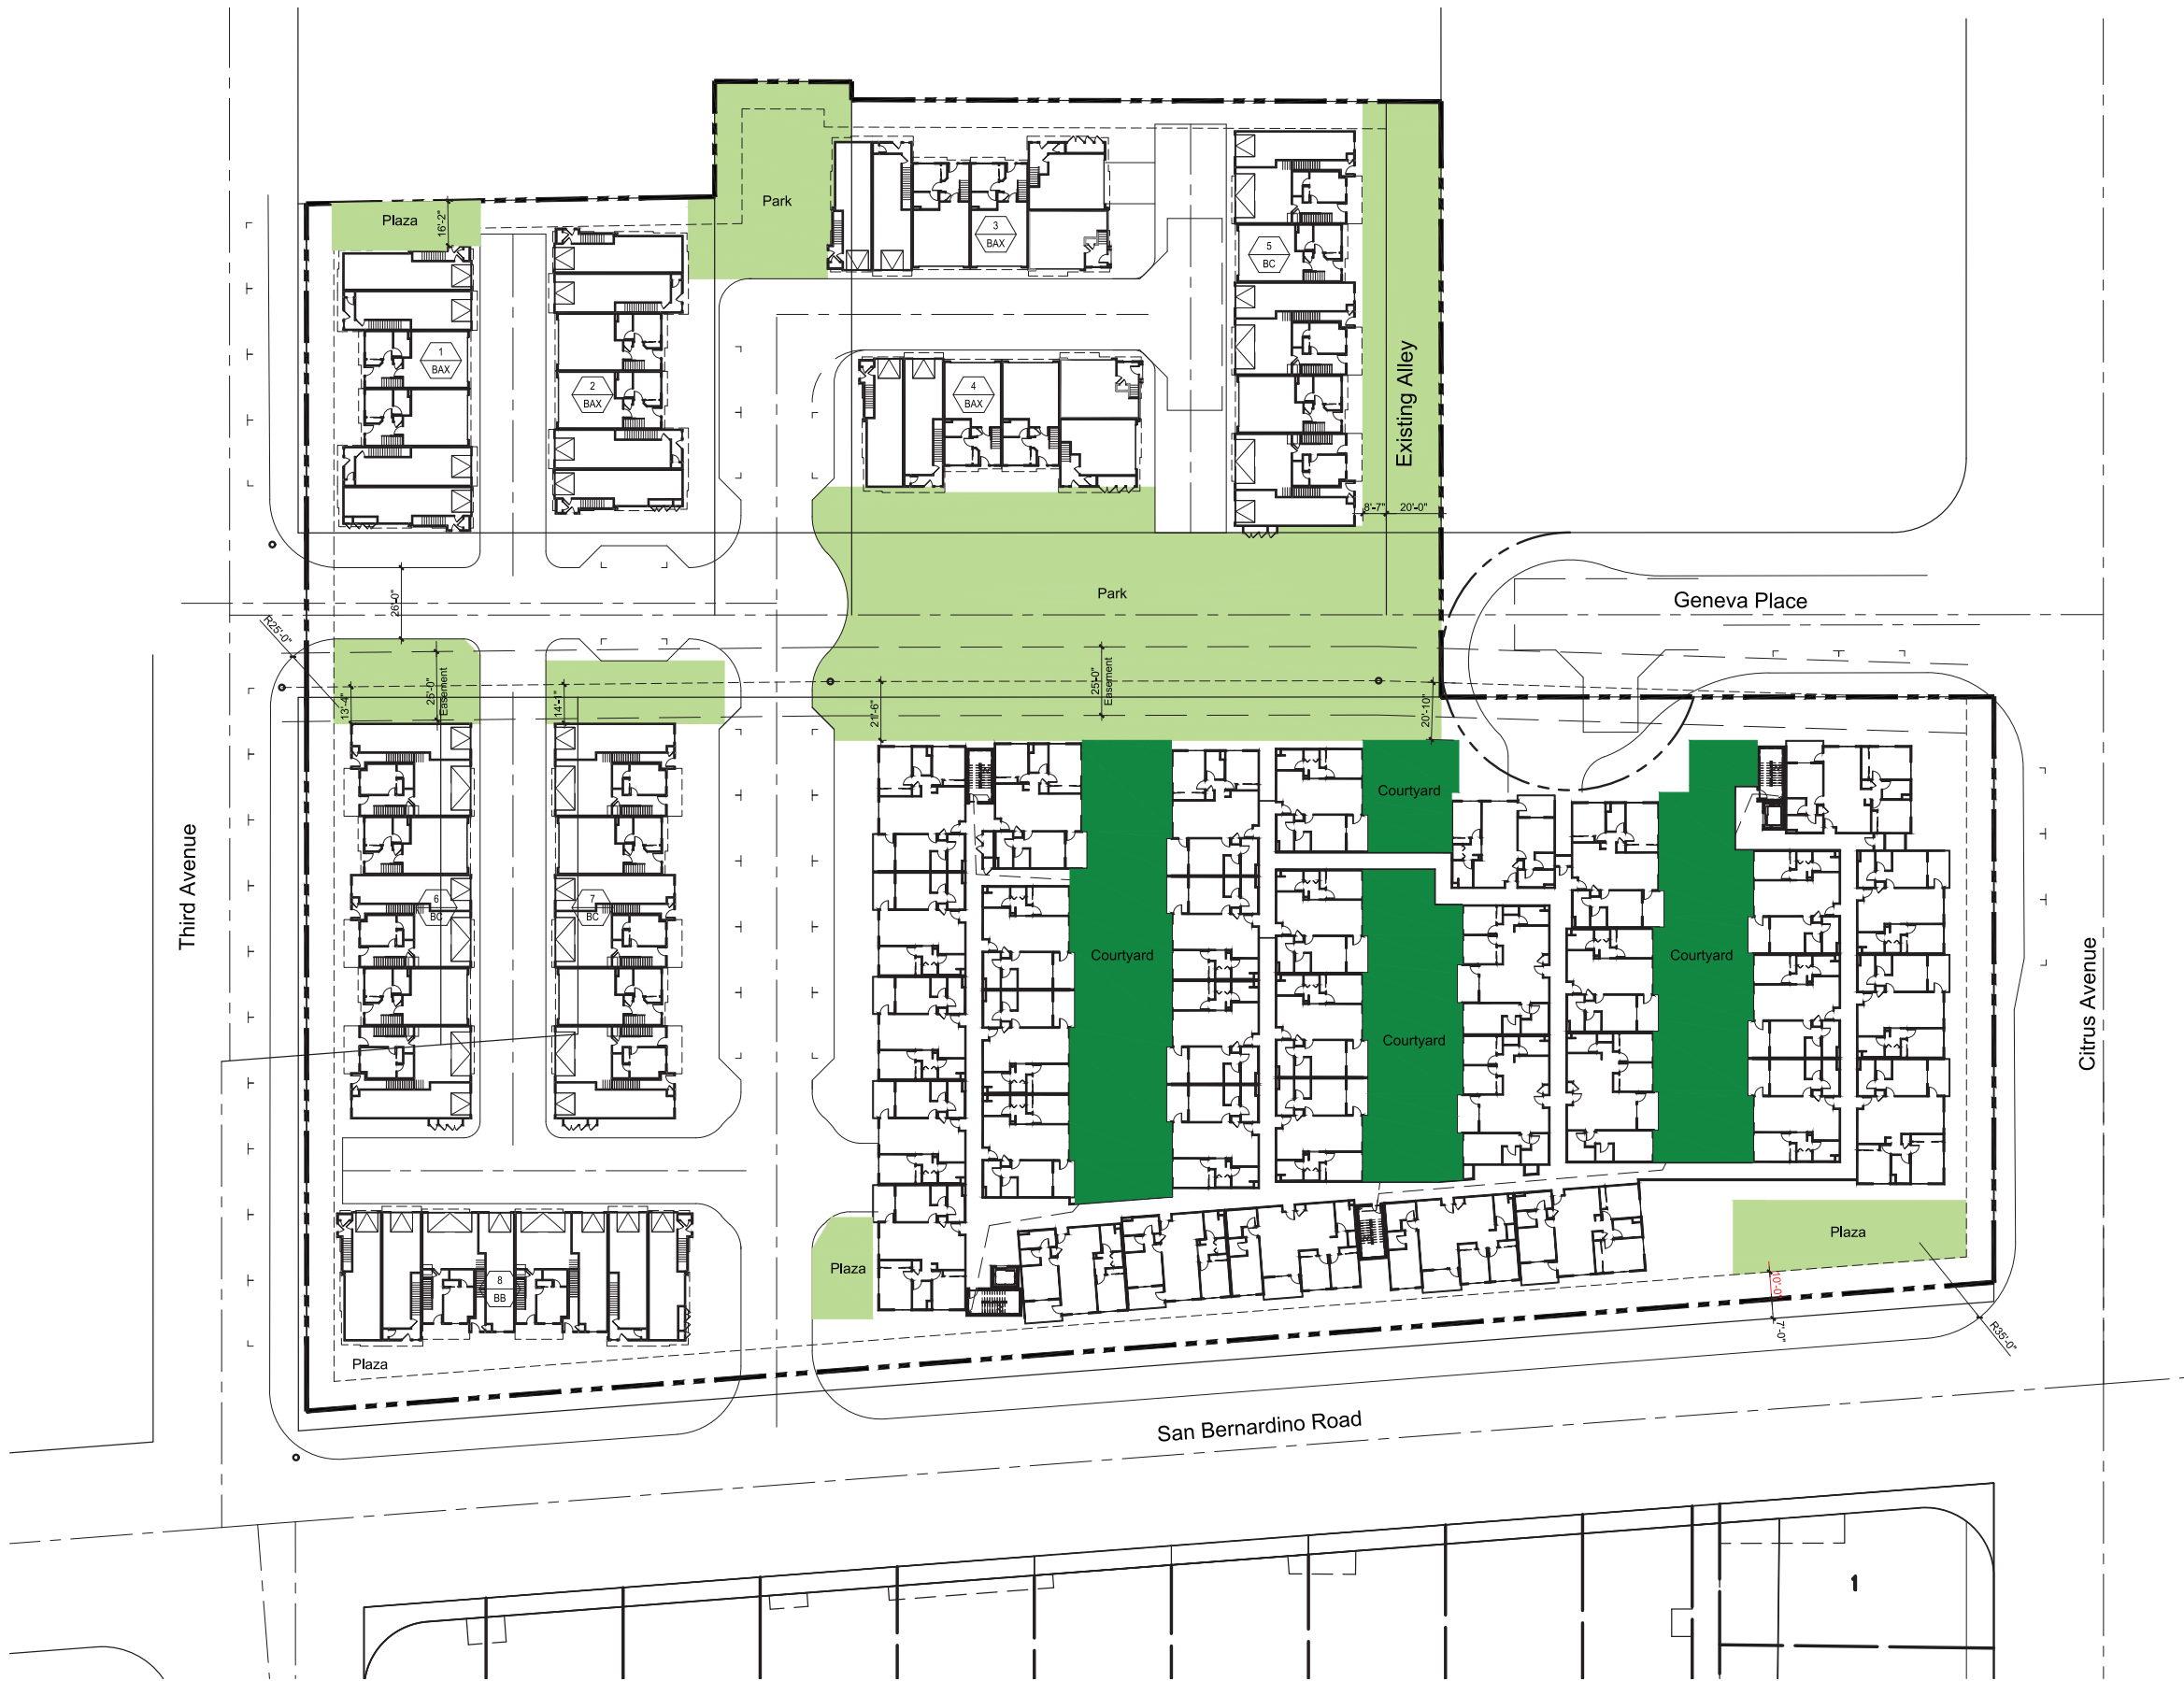 Plaza
16'-2"
Park
3
BAX
5
BC
1
BAX
2
BAX
4
BAX
Existing Alley
8'-7"
20'-0"
Park
Geneva Place
26'-0"
R25'-0"
25'-0"
Easement
25'-0"
Easement
13'-4"
14'-1"
21'-6"
20'-10"
Courtyard
Third Avenue
6
BC
7
BC
Courtyard
Courtyard
Courtyard
Citrus Avenue
Plaza
Plaza
8
BB
10'-0"
7'-0"
R35'-0"
Plaza
San Bernardino Road
1